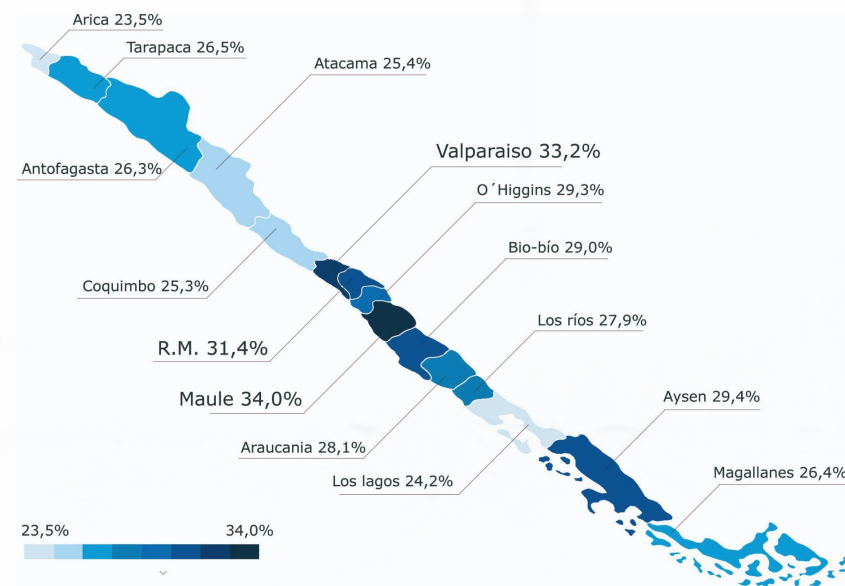 Arica 23,5%
Tarapaca 26,5%
Atacama 25,4%
Valparaiso 33,2%
Antofagasta 26,3%
O´Higgins 29,3%
Bio-bío 29,0%
Coquimbo 25,3%
Los ríos 27,9%
R.M. 31,4%
Maule 34,0%
Aysen 29,4%
Araucania 28,1%
Magallanes 26,4%
Los lagos 24,2%
23,5%
34,0%